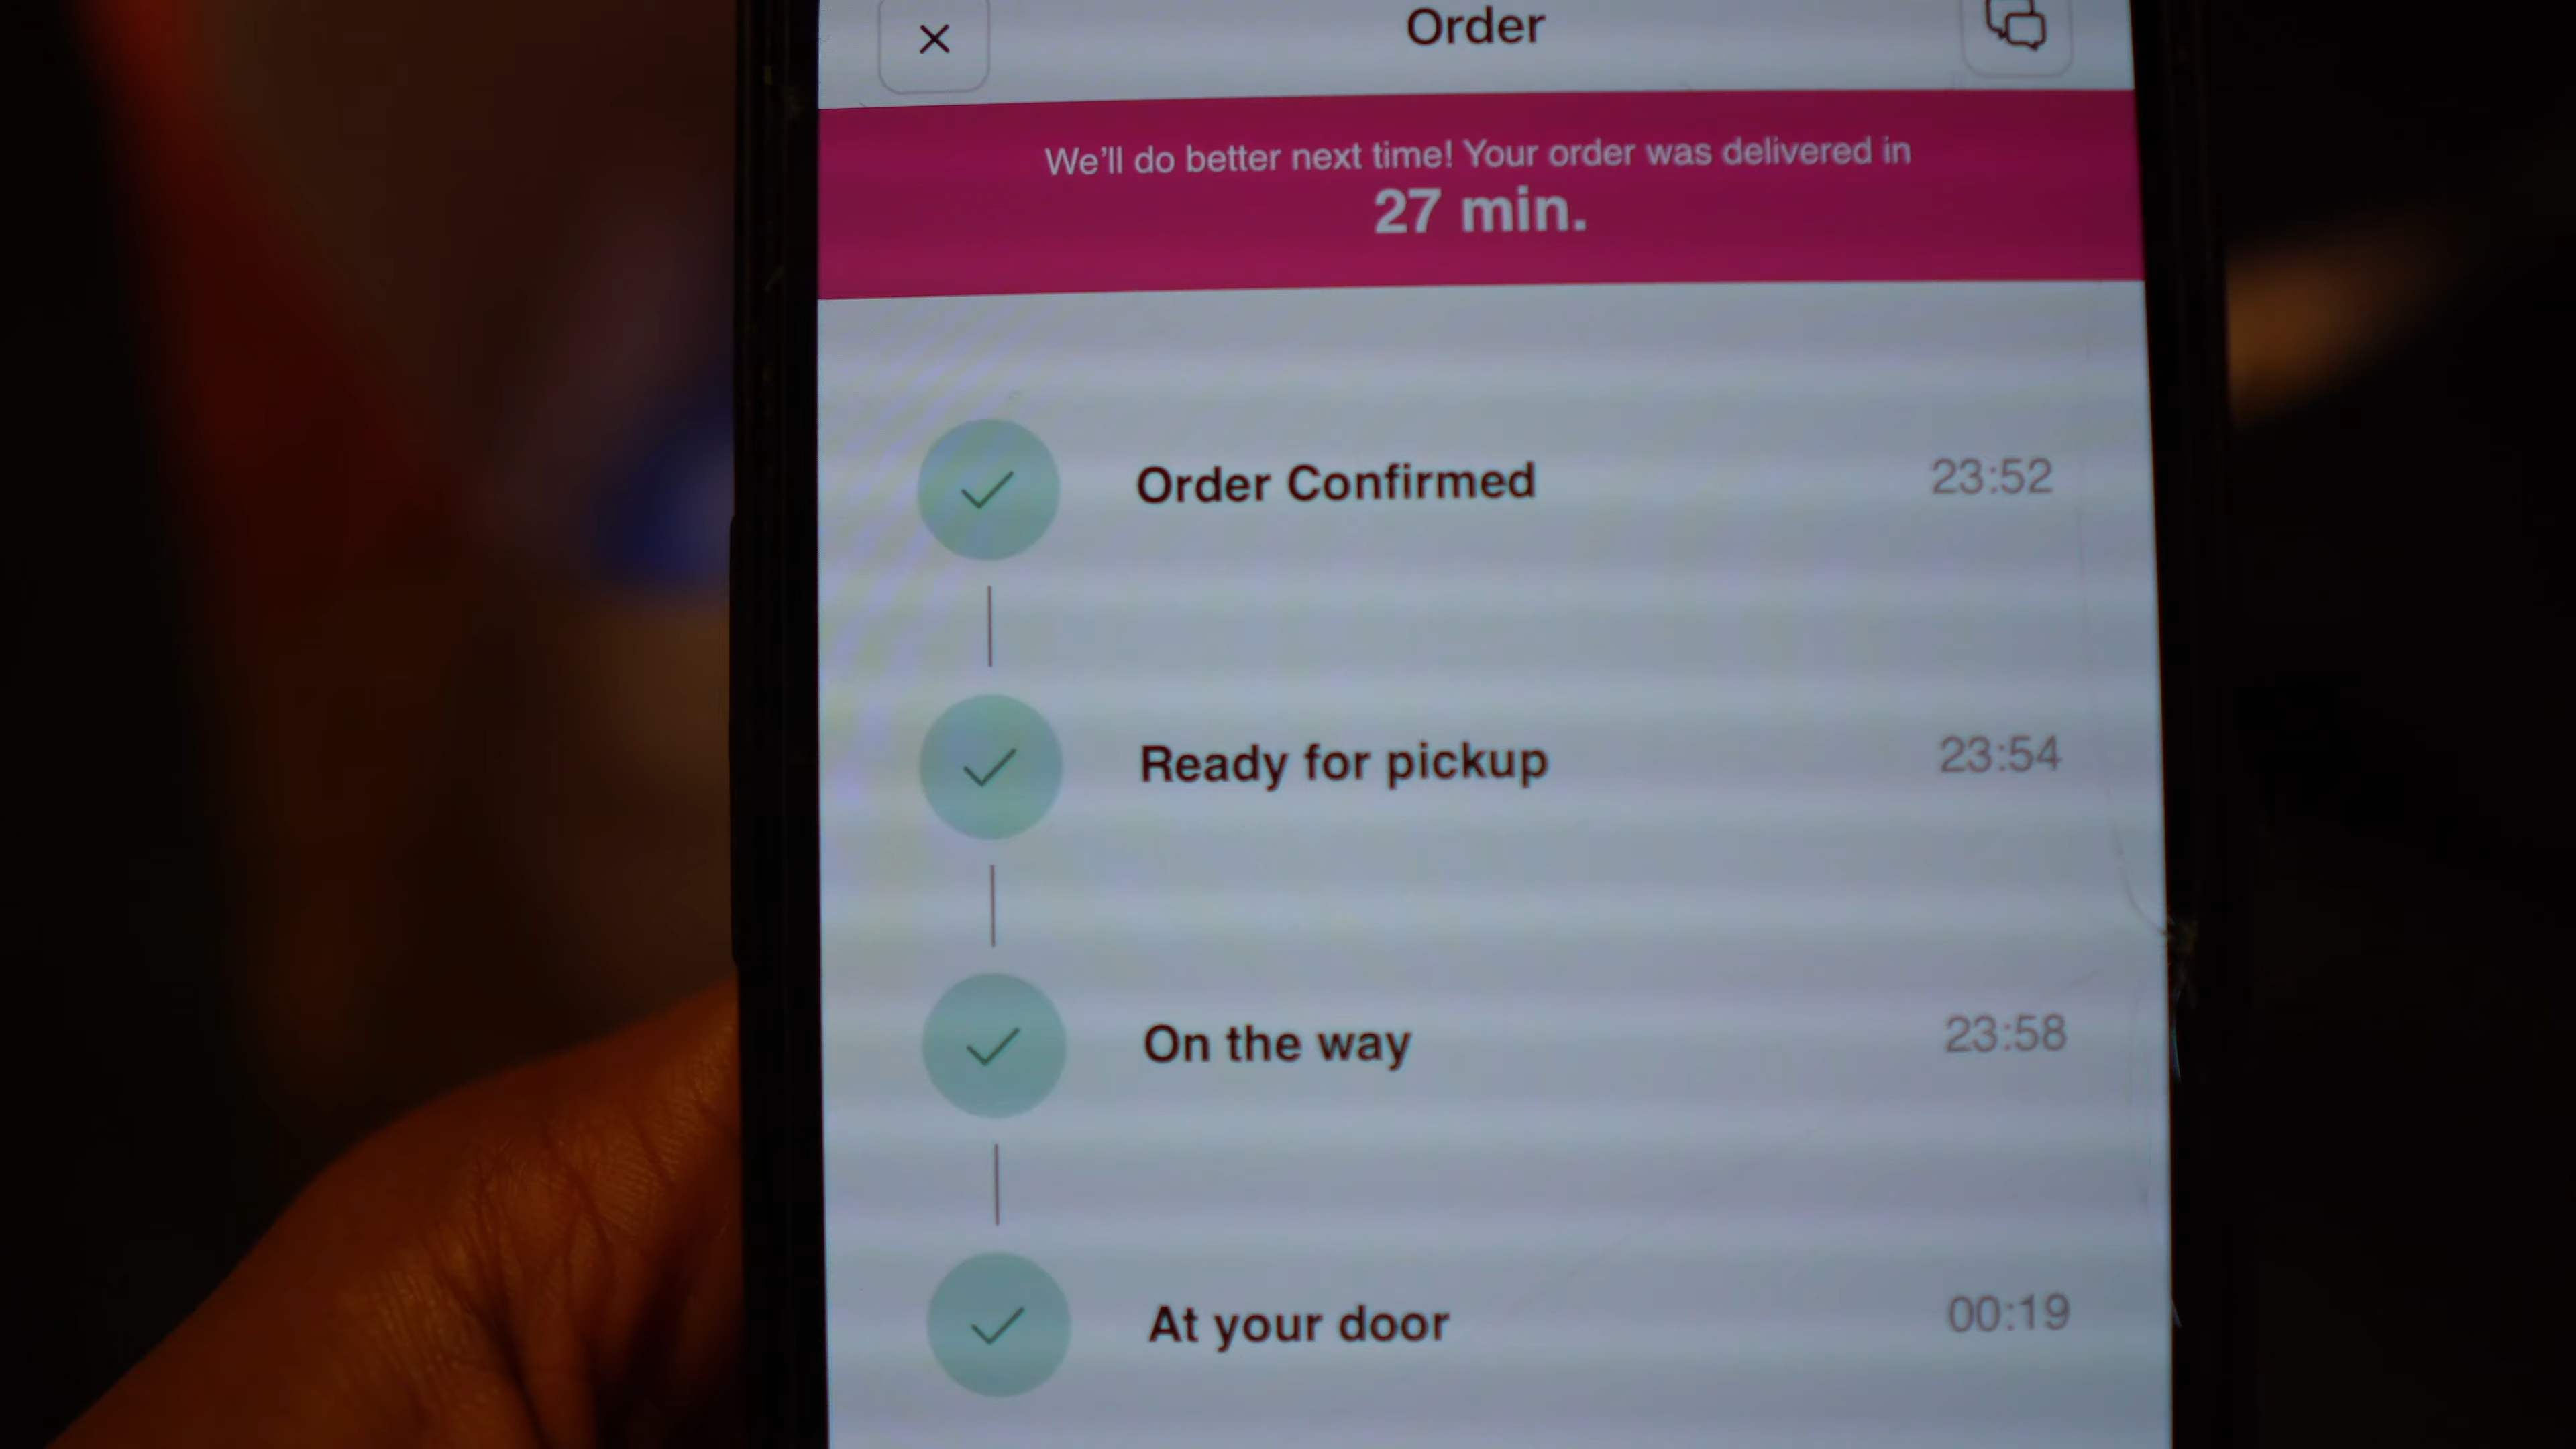 Order
We'll do better next time! Your order was delivered in
27 min.
Order Confirmed 23:52
Ready for pickup 23:54
On the way 23:58
At your door 00:19